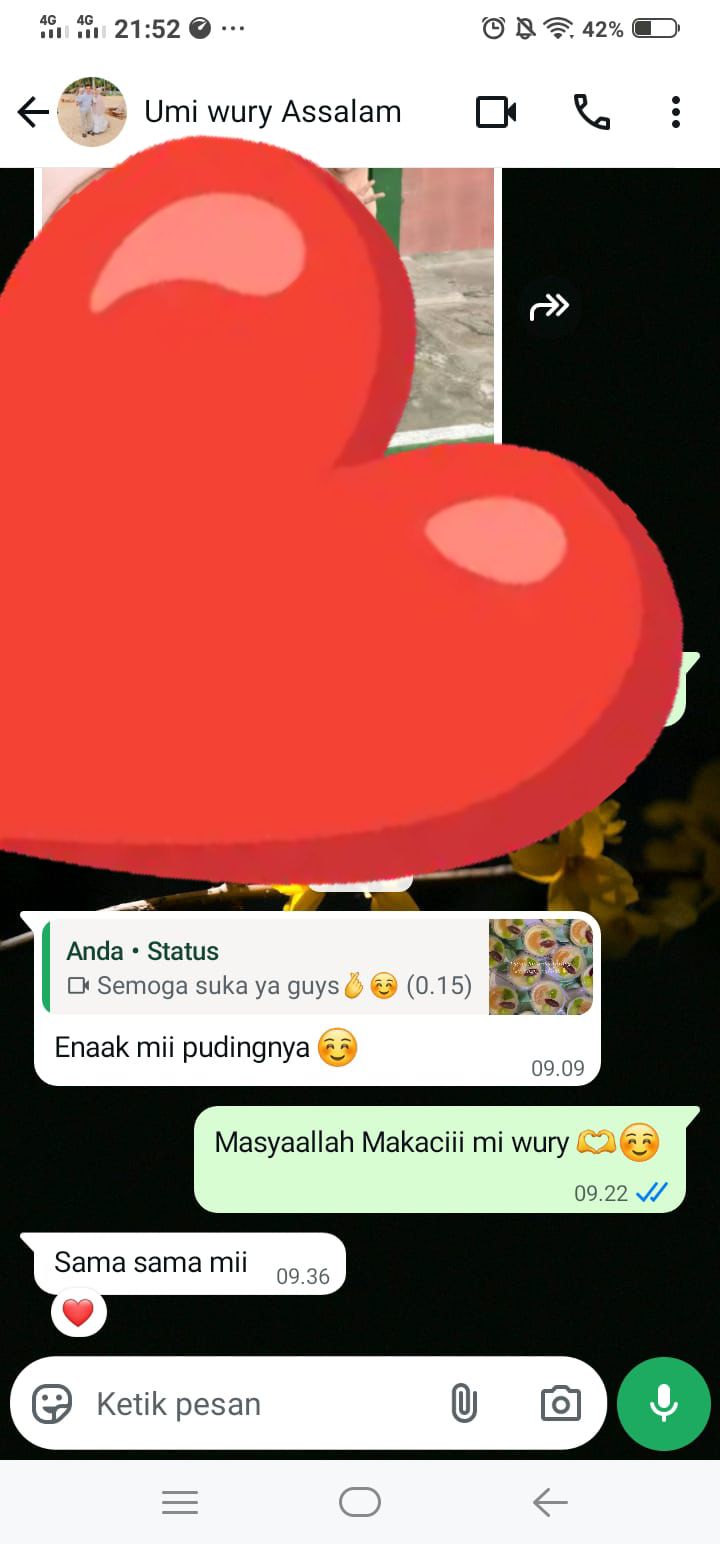 4G 4G 21:52 42%
Umi wury Assalam
Anda • Status
Semoga suka ya guys🫰☺️ (0.15)
Enaak mii pudingnya ☺️
09.09
Masyaallah Makaciii mi wury 🫶☺️
09.22
Sama sama mii
09.36
❤️
Ketik pesan